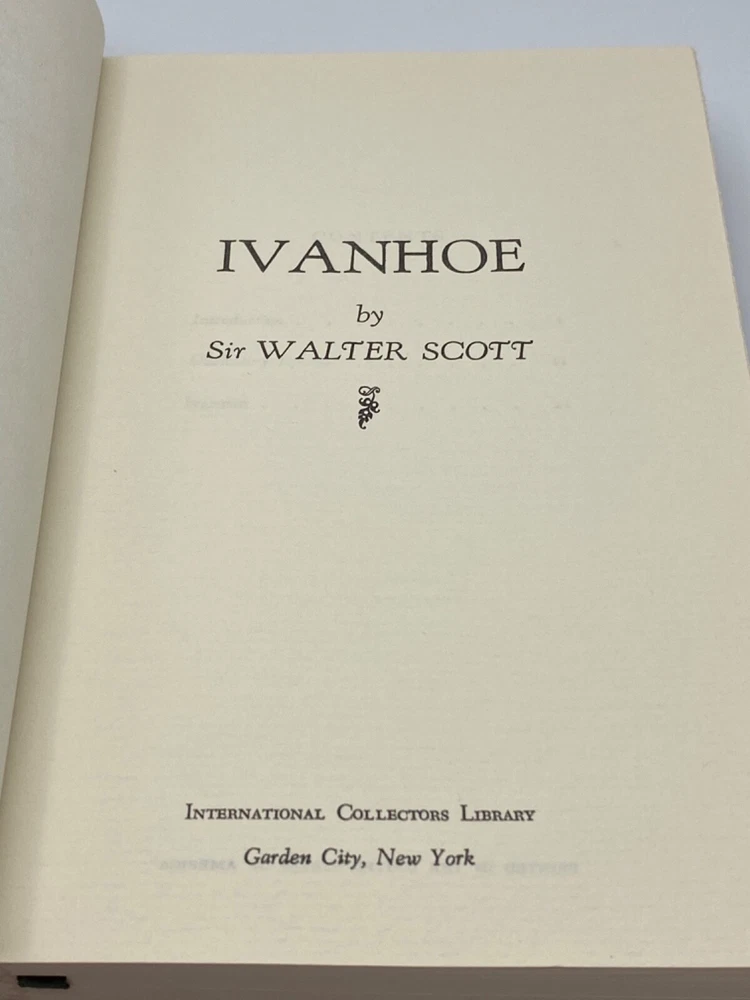 IVANHOE
by
Sir WALTER SCOTT
INTERNATIONAL COLLECTORS LIBRARY
Garden City, New York